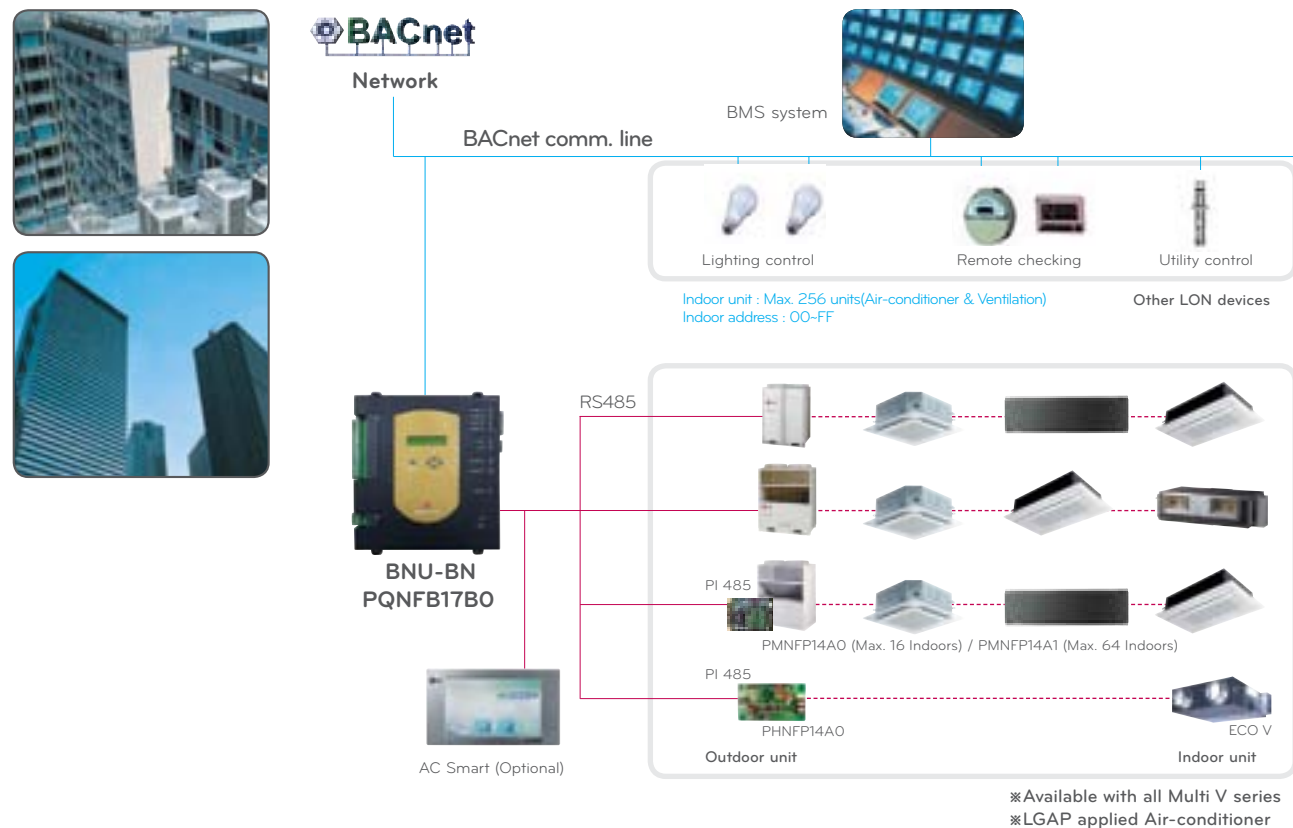 BACnet
Network
BMS system
BACnet comm. line
Lighting control
Remote checking
Utility control
Indoor unit : Max. 256 units(Air-conditioner & Ventilation)
Indoor address : 00~FF
Other LON devices
RS485
BNU-BN
PQNFB17B0
PI 485
PMNFP14A0 (Max. 16 Indoors) / PMNFP14A1 (Max. 64 Indoors)
PI 485
PHNFP14A0
ECO V
Outdoor unit
Indoor unit
AC Smart (Optional)
※Available with all Multi V series
※LGAP applied Air-conditioner